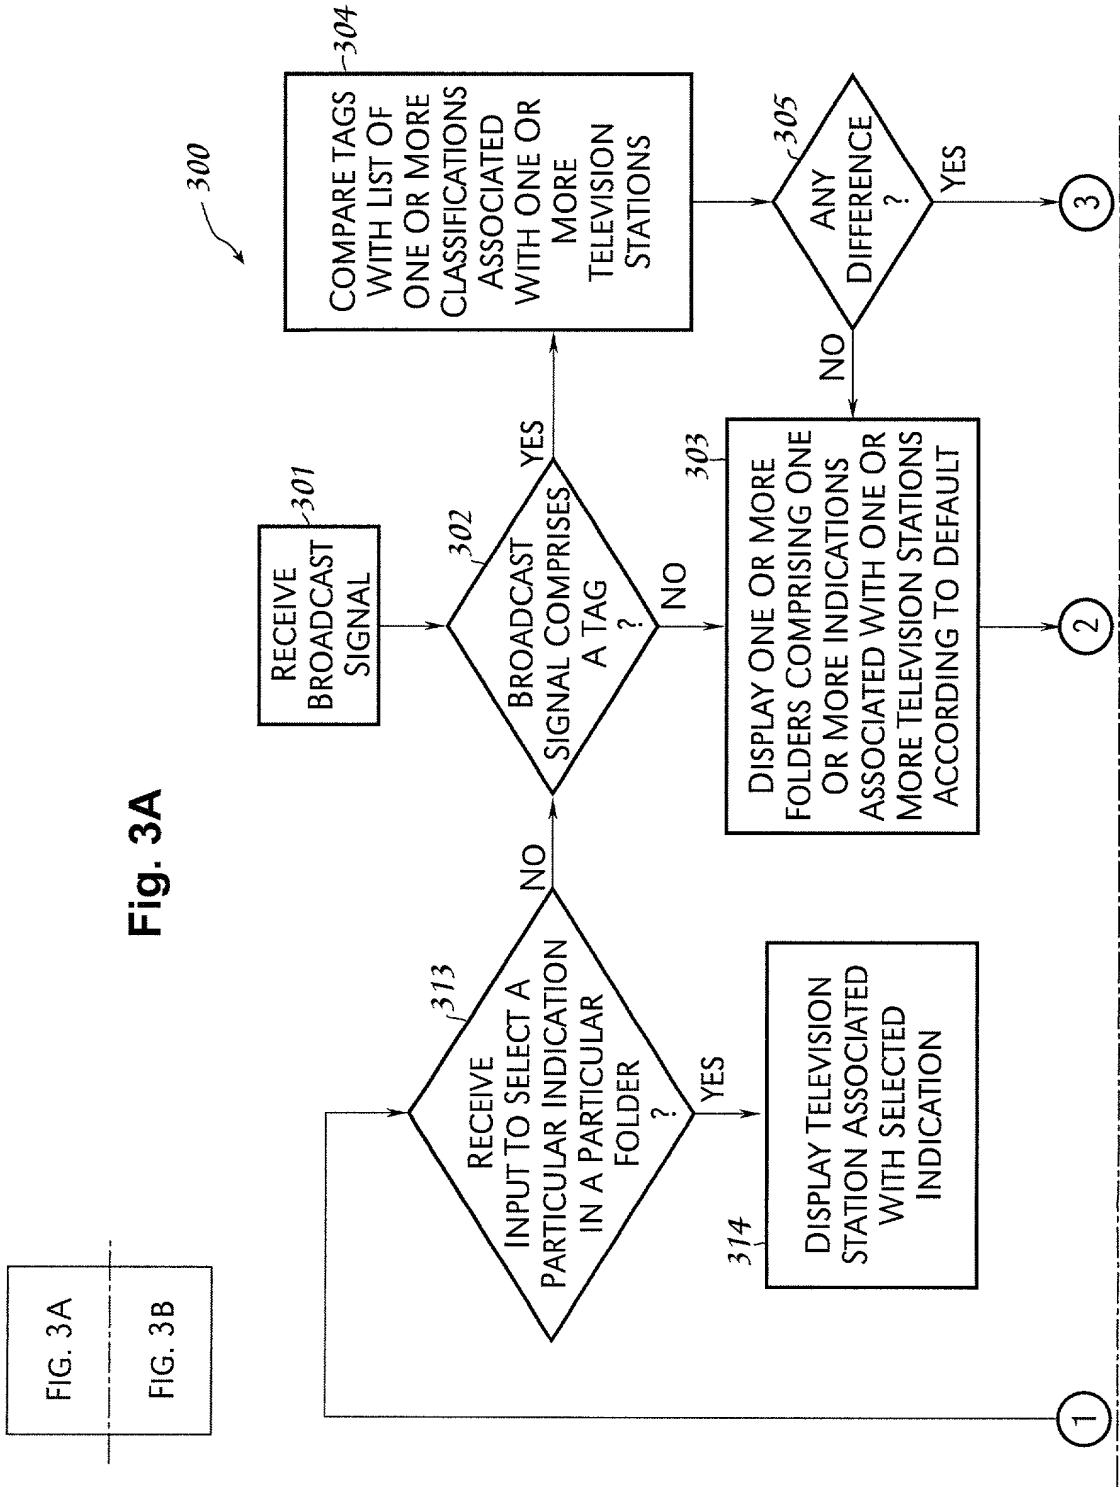 FIG. 3A
FIG. 3B
Fig. 3A
300
301
RECEIVE
BROADCAST
SIGNAL
313
RECEIVE
INPUT TO SELECT A
PARTICULAR INDICATION
IN A PARTICULAR
FOLDER
?
NO
YES
302
BROADCAST
SIGNAL COMPRISES
A TAG
?
YES
NO
304
COMPARE TAGS
WITH LIST OF
ONE OR MORE
CLASSIFICATIONS
ASSOCIATED
WITH ONE OR
MORE
TELEVISION
STATIONS
314
DISPLAY TELEVISION
STATION ASSOCIATED
WITH SELECTED
INDICATION
303
DISPLAY ONE OR MORE
FOLDERS COMPRISING ONE
OR MORE INDICATIONS
ASSOCIATED WITH ONE OR
MORE TELEVISION STATIONS
ACCORDING TO DEFAULT
305
ANY
DIFFERENCE
?
NO
YES
1
2
3